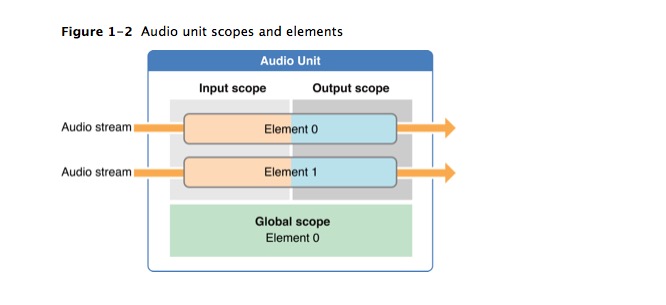 Figure 1-2 Audio unit scopes and elements
Audio Unit
Input scope
Output scope
Audio stream
Element 0
Audio stream
Element 1
Global scope
Element 0